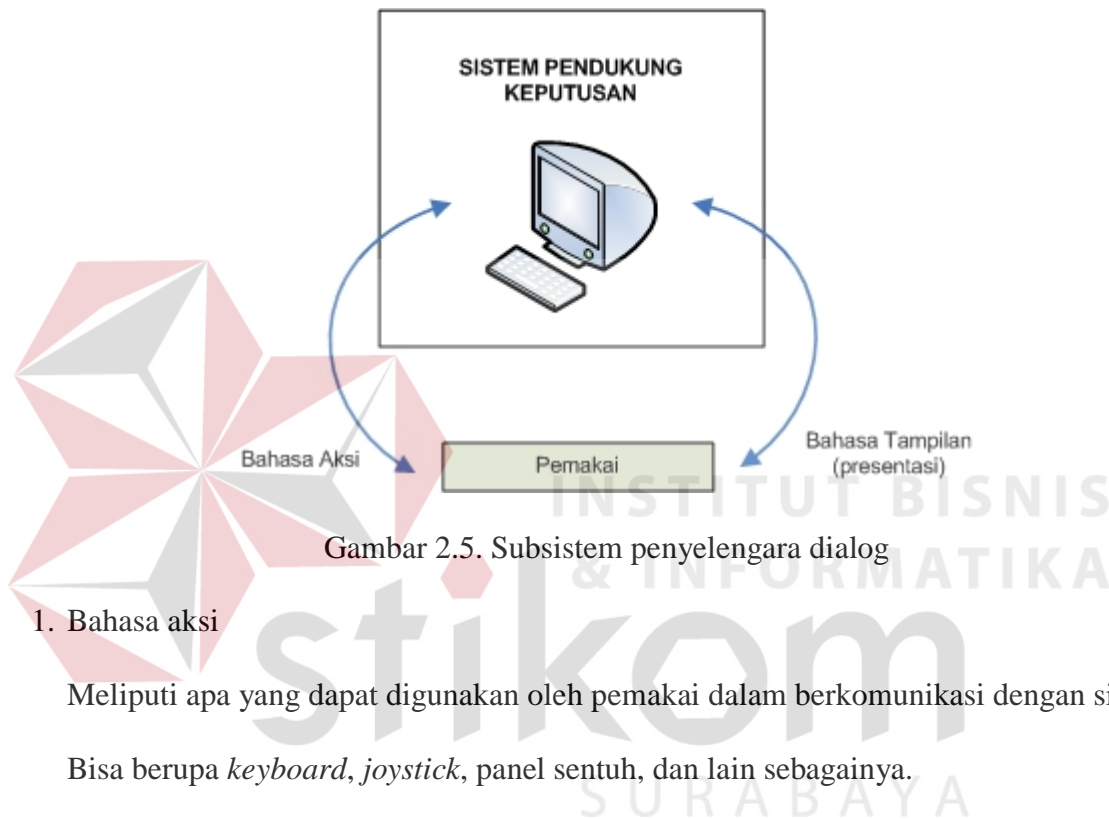 SISTEM PENDUKUNG
KEPUTUSAN
Bahasa Aksi
Pemakai
Bahasa Tampilan
(presentasi)
INSTITUT BISNIS
& INFORMATIKA
stikom
SURABAYA
Gambar 2.5. Subsistem penyelengara dialog
1. Bahasa aksi
Meliputi apa yang dapat digunakan oleh pemakai dalam berkomunikasi dengan si
Bisa berupa keyboard, joystick, panel sentuh, dan lain sebagainya.